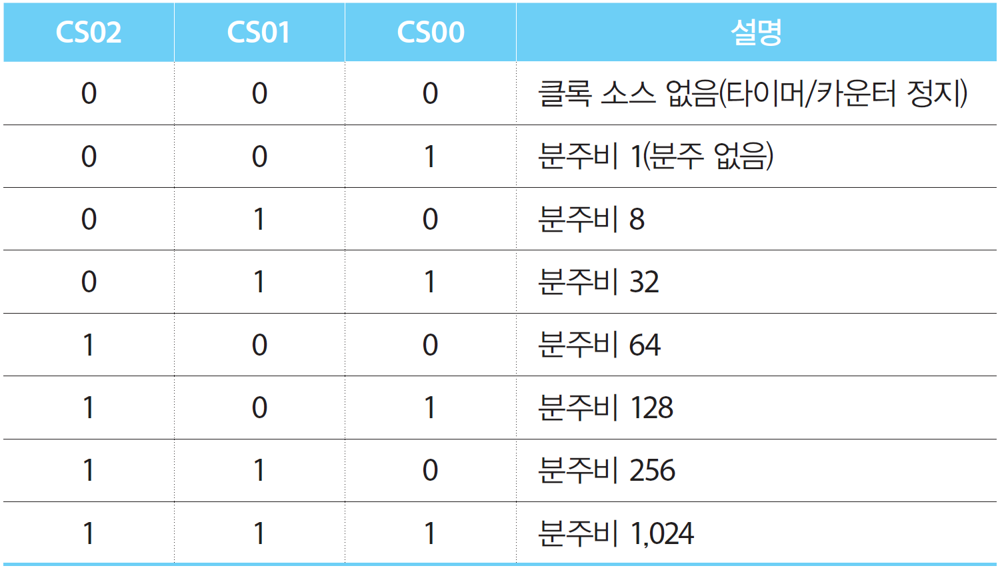 CS02 CS01 CS00 설명
0 0 0 클록 소스 없음(타이머/카운터 정지)
0 0 1 분주비 1(분주 없음)
0 1 0 분주비 8
0 1 1 분주비 32
1 0 0 분주비 64
1 0 1 분주비 128
1 1 0 분주비 256
1 1 1 분주비 1,024